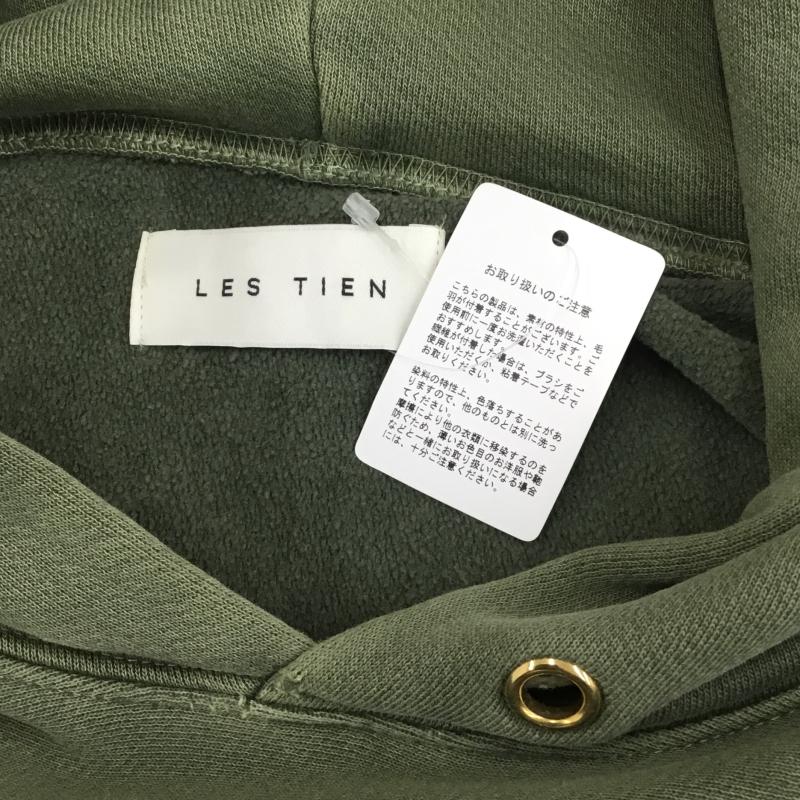 LES TIEN
お取り扱いのご注意
こちらの製品は、素材の特性上、毛
羽が付着することがございます。ご
使用前に一度お洗濯いただくことを
おすすめします。
繊維が付着した場合は、ブラシをご
使用いただくか、粘着テープなどで
お取りください。
染料の特性上、色落ちすることがあ
りますので、他のものとは別に洗っ
てください。
摩擦により他の衣類に移染するのを
防ぐため、薄いお色目のお洋服や鞄
などと一緒にお取り扱いになる場合
には、十分ご注意ください。